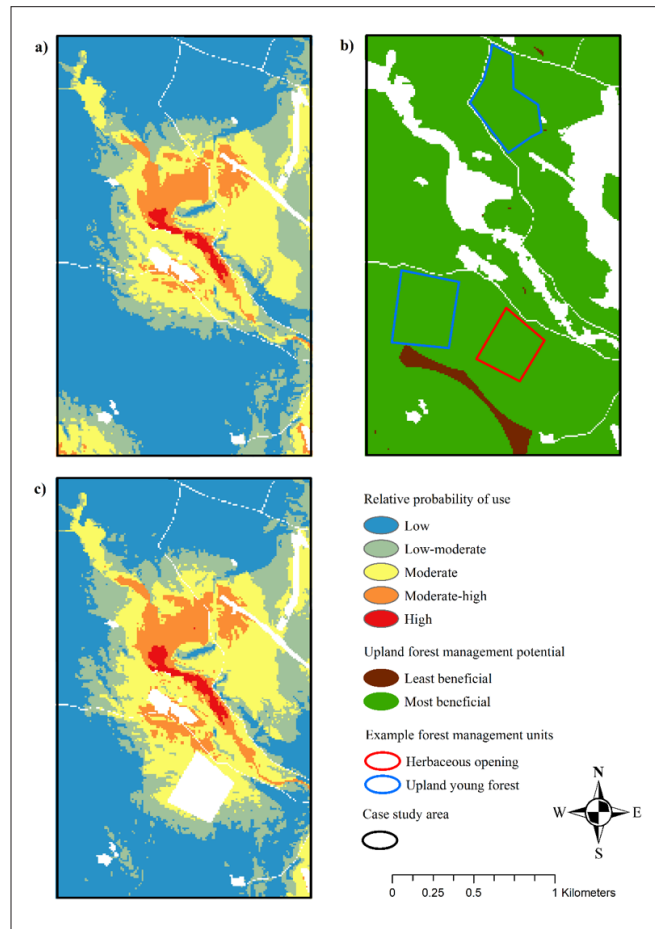 a)
b)
c)
Relative probability of use
Low
Low-moderate
Moderate
Moderate-high
High
Upland forest management potential
Least beneficial
Most beneficial
Example forest management units
Herbaceous opening
Upland young forest
Case study area
N
W E
S
0 0.25 0.5 1 Kilometers